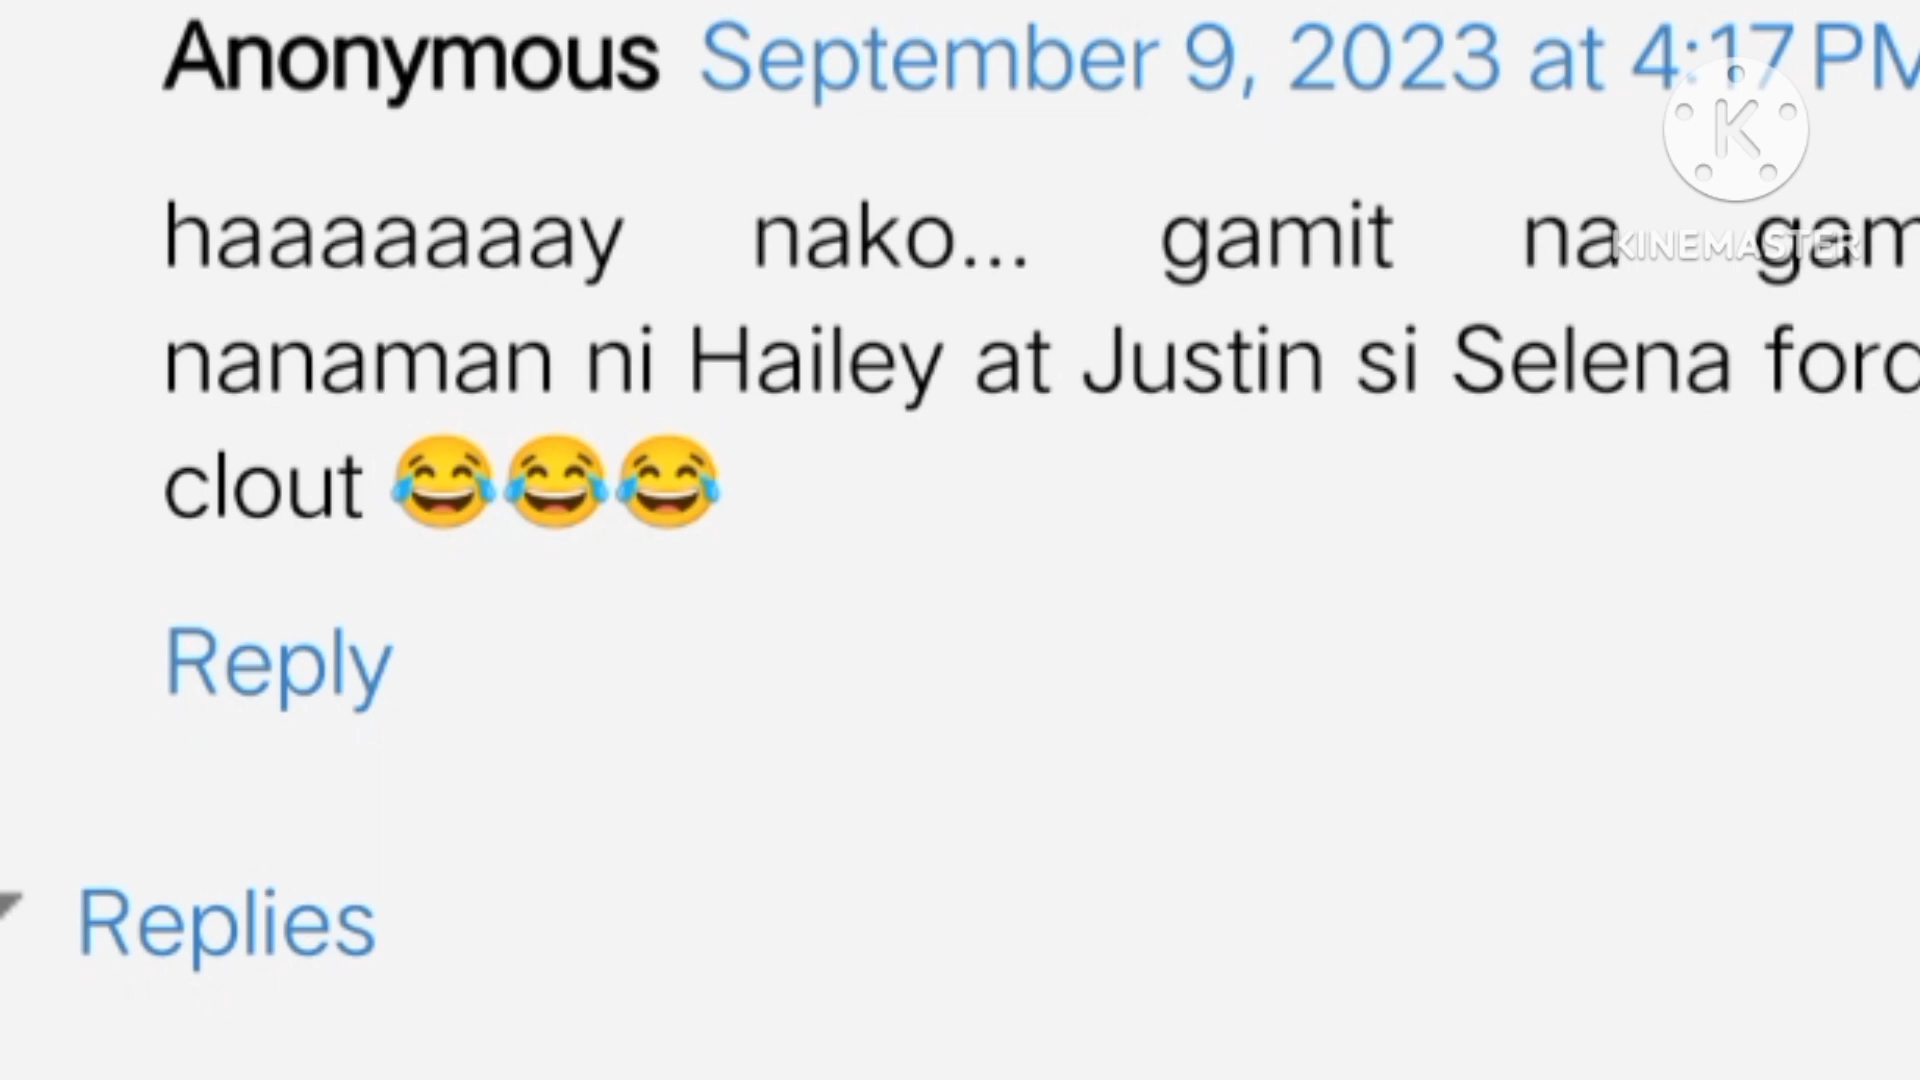 Anonymous September 9, 2023 at 4:17 PM
K
KINEMASTER
haaaaaaay nako... gamit na gam
nanaman ni Hailey at Justin si Selena
clout 😂😂😂
Reply
Replies